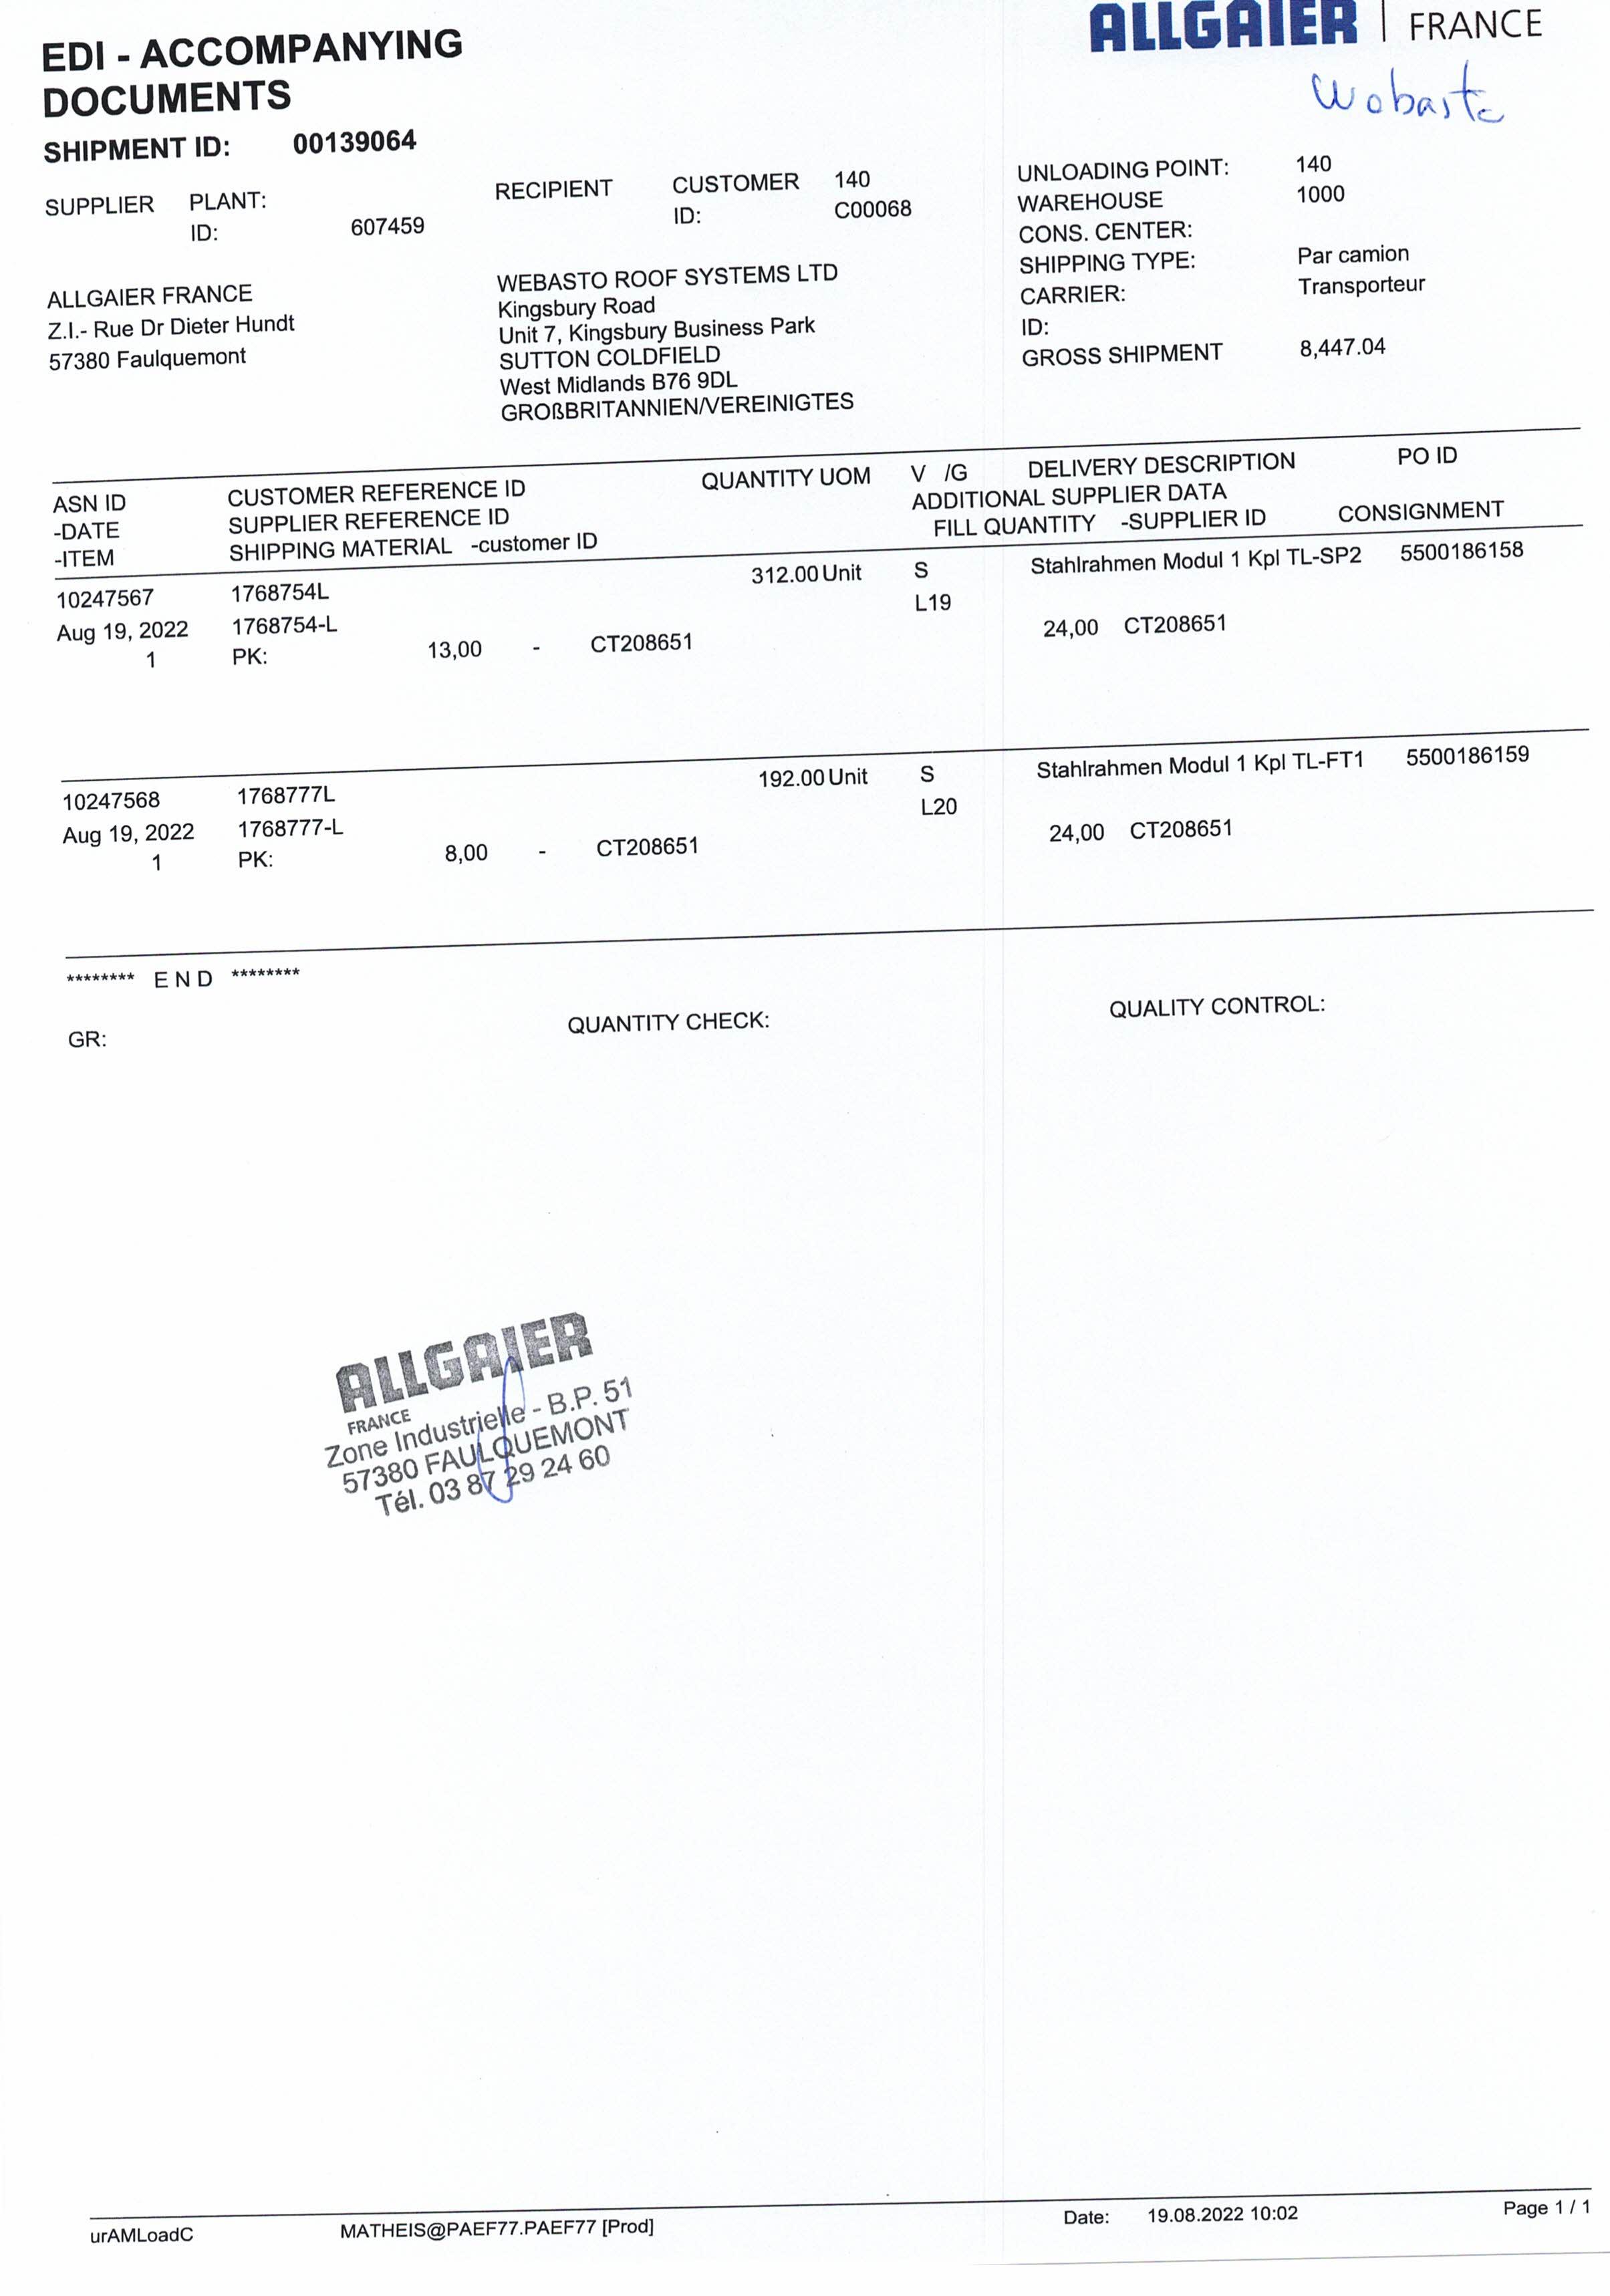 ALLGAIER | FRANCE
EDI - ACCOMPANYING
DOCUMENTS
Wobasto
SHIPMENT ID: 00139064
SUPPLIER PLANT:
ID: 607459
RECIPIENT CUSTOMER 140
ID: C00068
UNLOADING POINT: 140
WAREHOUSE 1000
CONS. CENTER:
SHIPPING TYPE: Par camion
CARRIER: Transporteur
ID:
GROSS SHIPMENT 8,447.04
ALLGAIER FRANCE
Z.I.- Rue Dr Dieter Hundt
57380 Faulquemont
WEBASTO ROOF SYSTEMS LTD
Kingsbury Road
Unit 7, Kingsbury Business Park
SUTTON COLDFIELD
West Midlands B76 9DL
GROßBRITANNIEN/VEREINIGTES
ASN ID CUSTOMER REFERENCE ID QUANTITY UOM V /G DELIVERY DESCRIPTION PO ID
-DATE SUPPLIER REFERENCE ID ADDITIONAL SUPPLIER DATA
-ITEM SHIPPING MATERIAL -customer ID FILL QUANTITY -SUPPLIER ID CONSIGNMENT
10247567 1768754L 312.00 Unit S Stahlrahmen Modul 1 Kpl TL-SP2 5500186158
Aug 19, 2022 1768754-L L19
1 PK: 13,00 - CT208651 24,00 CT208651
10247568 1768777L 192.00 Unit S Stahlrahmen Modul 1 Kpl TL-FT1 5500186159
Aug 19, 2022 1768777-L L20
1 PK: 8,00 - CT208651 24,00 CT208651
******** E N D ********
GR: QUANTITY CHECK: QUALITY CONTROL:
ALLGAIER
FRANCE
Zone Industrielle - B.P. 51
57380 FAULQUEMONT
Tél. 03 87 29 24 60
urAMLoadC MATHEIS@PAEF77.PAEF77 [Prod] Date: 19.08.2022 10:02 Page 1 / 1